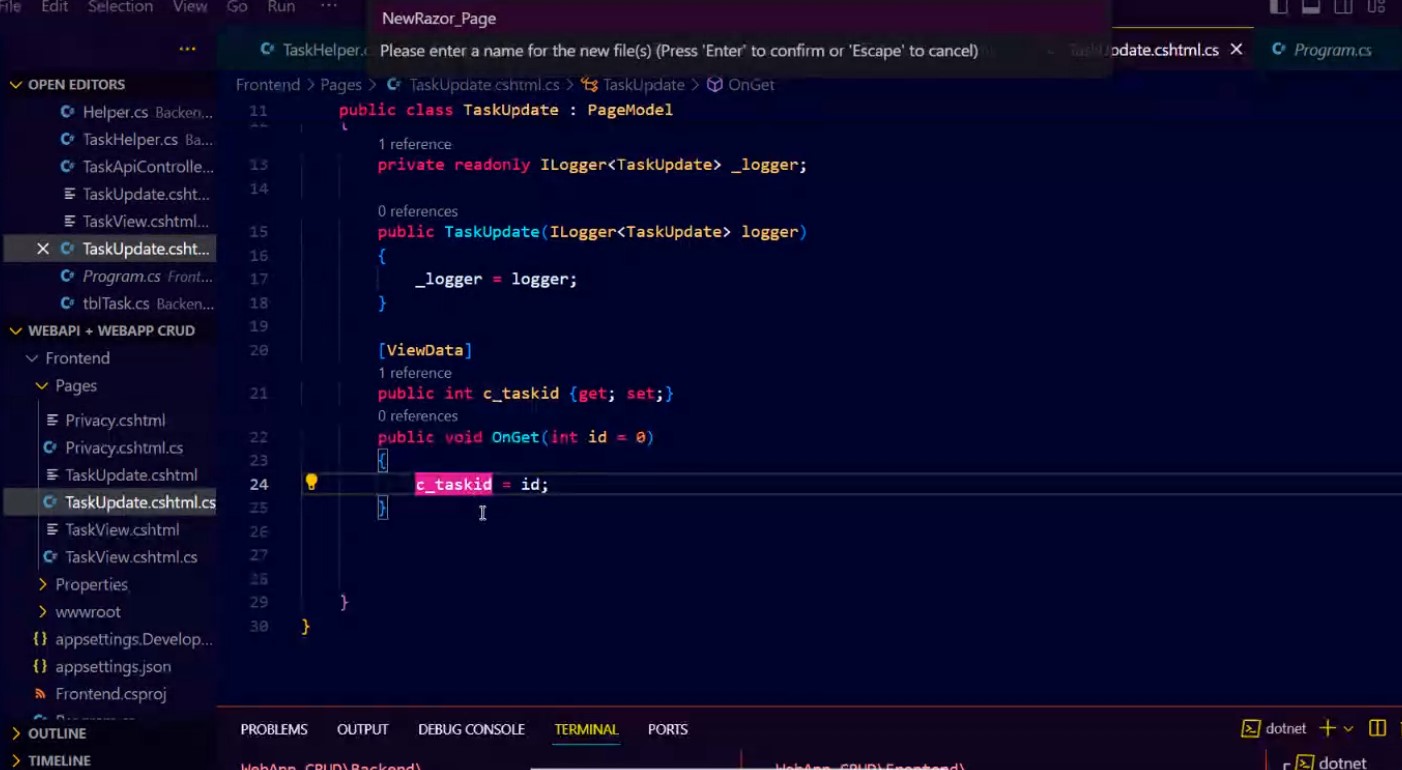 File Edit Selection View Go Run ...
NewRazor_Page
Please enter a name for the new file(s) (Press 'Enter' to confirm or 'Escape' to cancel)
TaskHelper.c
Update.cshtml.cs
Program.cs
Frontend > Pages > TaskUpdate.cshtml.cs > TaskUpdate > OnGet
OPEN EDITORS
Helper.cs Backen...
TaskHelper.cs Ba...
TaskApiControlle...
TaskUpdate.csht...
TaskView.cshtml...
TaskUpdate.csht...
Program.cs Front...
tblTask.cs Backen...
WEBAPI + WEBAPP CRUD
Frontend
Pages
Privacy.cshtml
Privacy.cshtml.cs
TaskUpdate.cshtml
TaskUpdate.cshtml.cs
TaskView.cshtml
TaskView.cshtml.cs
Properties
wwwroot
{} appsettings.Develop...
{} appsettings.json
Frontend.csproj
OUTLINE
TIMELINE
11 public class TaskUpdate : PageModel
12 {
1 reference
13 private readonly ILogger<TaskUpdate> _logger;
14
0 references
15 public TaskUpdate(ILogger<TaskUpdate> logger)
16 {
17 _logger = logger;
18 }
19
20 [ViewData]
1 reference
21 public int c_taskid {get; set;}
0 references
22 public void OnGet(int id = 0)
23 {
24 c_taskid = id;
25 }
26
27
28
29 }
30 }
PROBLEMS OUTPUT DEBUG CONSOLE TERMINAL PORTS
dotnet
WebApp CRUD\Backend\
WebApp CRUD\Frontend\
dotnet